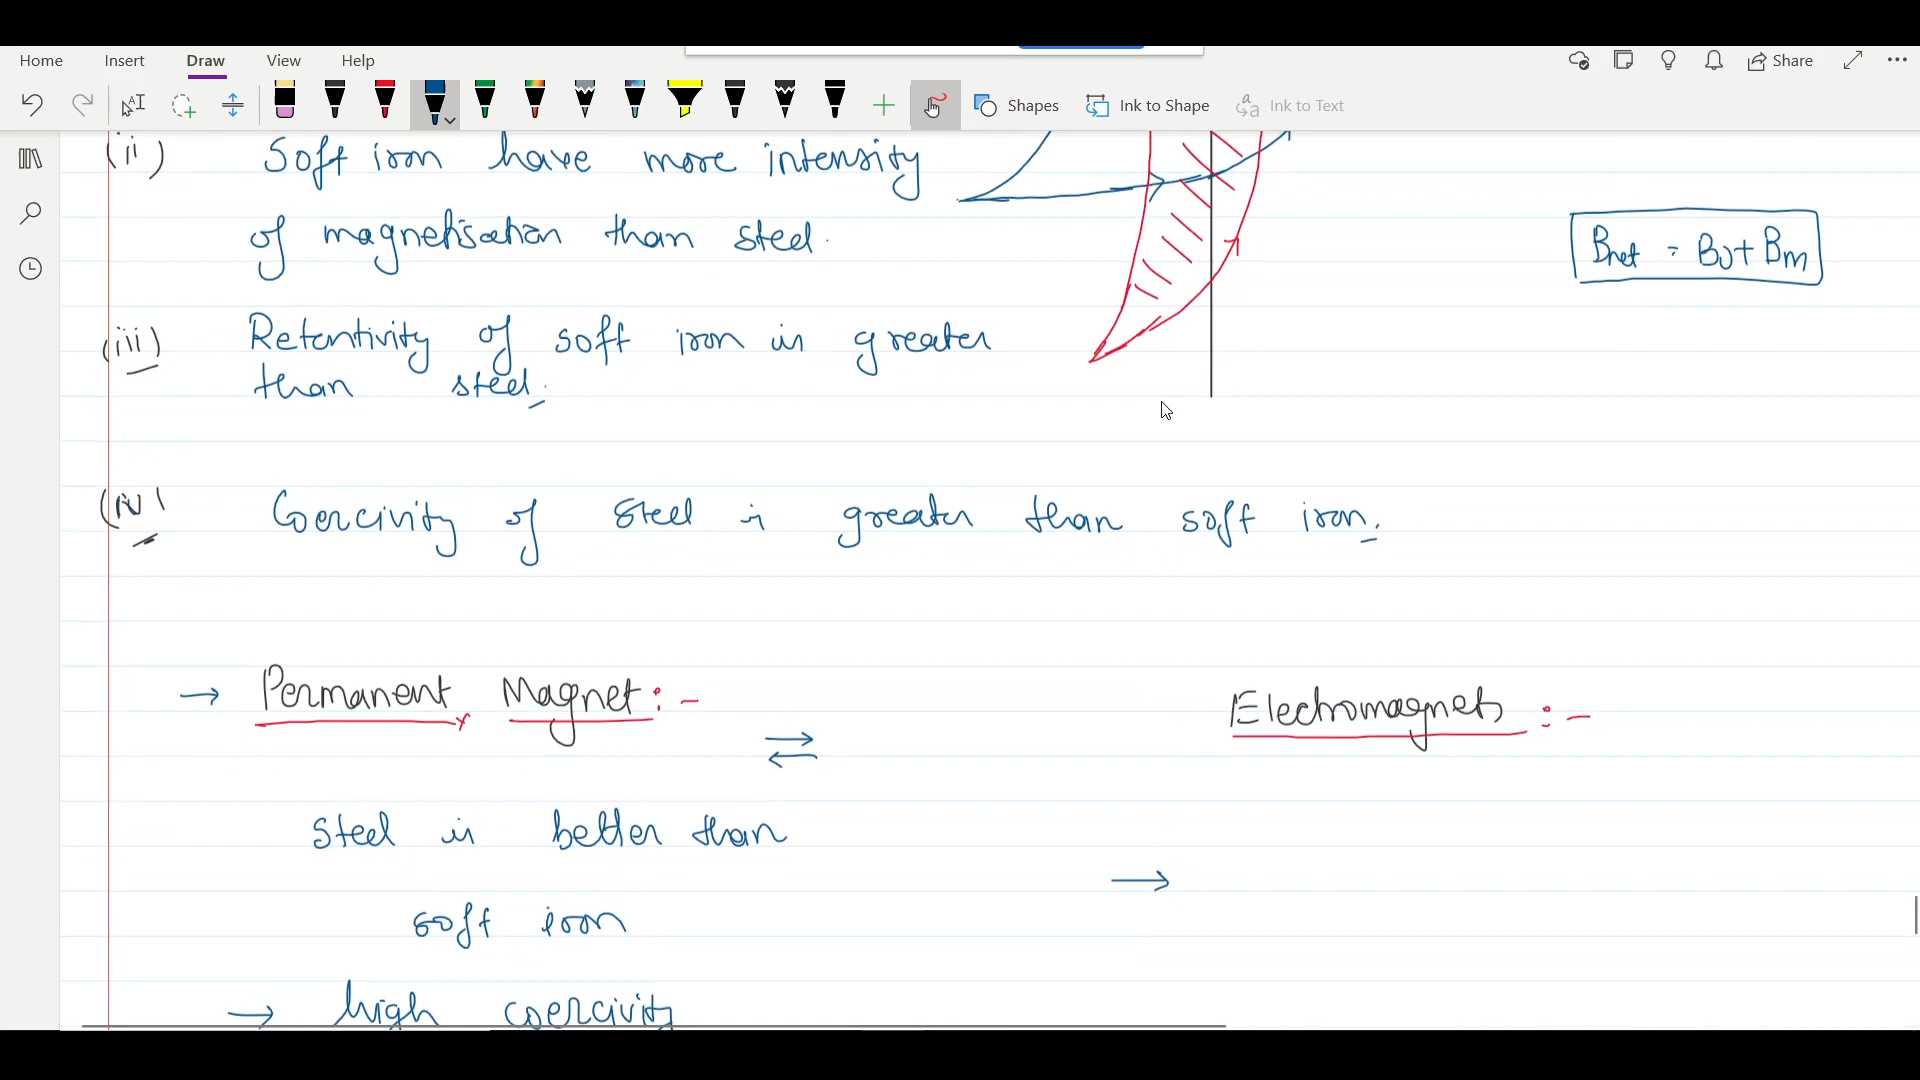 Home Insert Draw View Help
Share
Shapes Ink to Shape Ink to Text
(ii) Soft iron have more intensity
of magnetisation than steel.
Bnet = B0 + Bm
(iii) Retentivity of soft iron is greater
than steel.
(iv) Coercivity of steel is greater than soft iron.
→ Permanent Magnet :-
Electromagnets :-
⇄
Steel is better than
→
soft iron
→ high coercivity